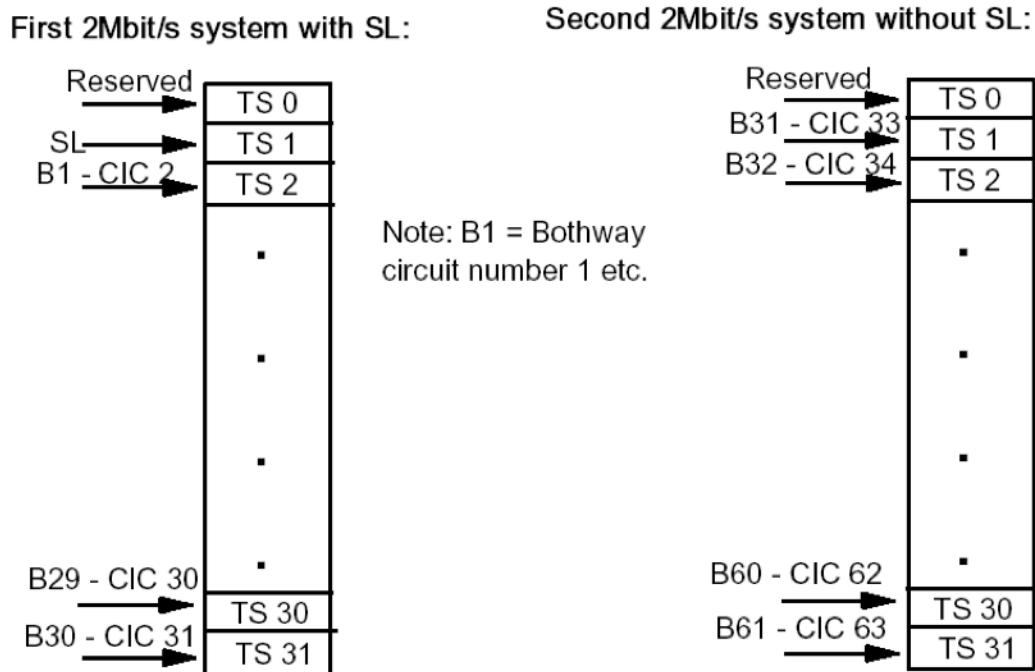 First 2Mbit/s system with SL:
Reserved
TS 0
SL
TS 1
B1 - CIC 2
TS 2
B29 - CIC 30
TS 30
B30 - CIC 31
TS 31
Note: B1 = Bothway
circuit number 1 etc.
Second 2Mbit/s system without SL:
Reserved
TS 0
B31 - CIC 33
TS 1
B32 - CIC 34
TS 2
B60 - CIC 62
TS 30
B61 - CIC 63
TS 31